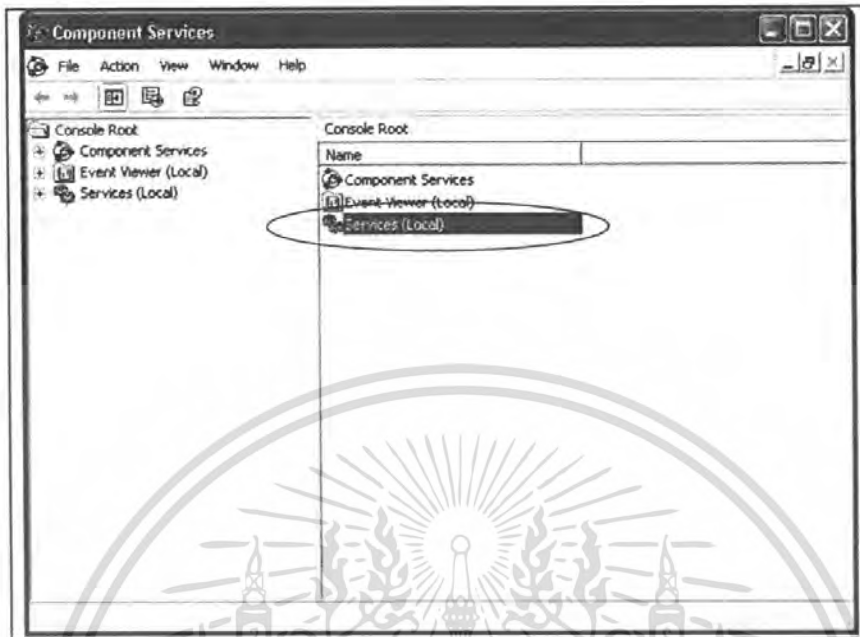 Component Services
File Action View Window Help
Console Root
Component Services
Event Viewer (Local)
Services (Local)
Console Root
Name
Component Services
Event Viewer (Local)
Services (Local)